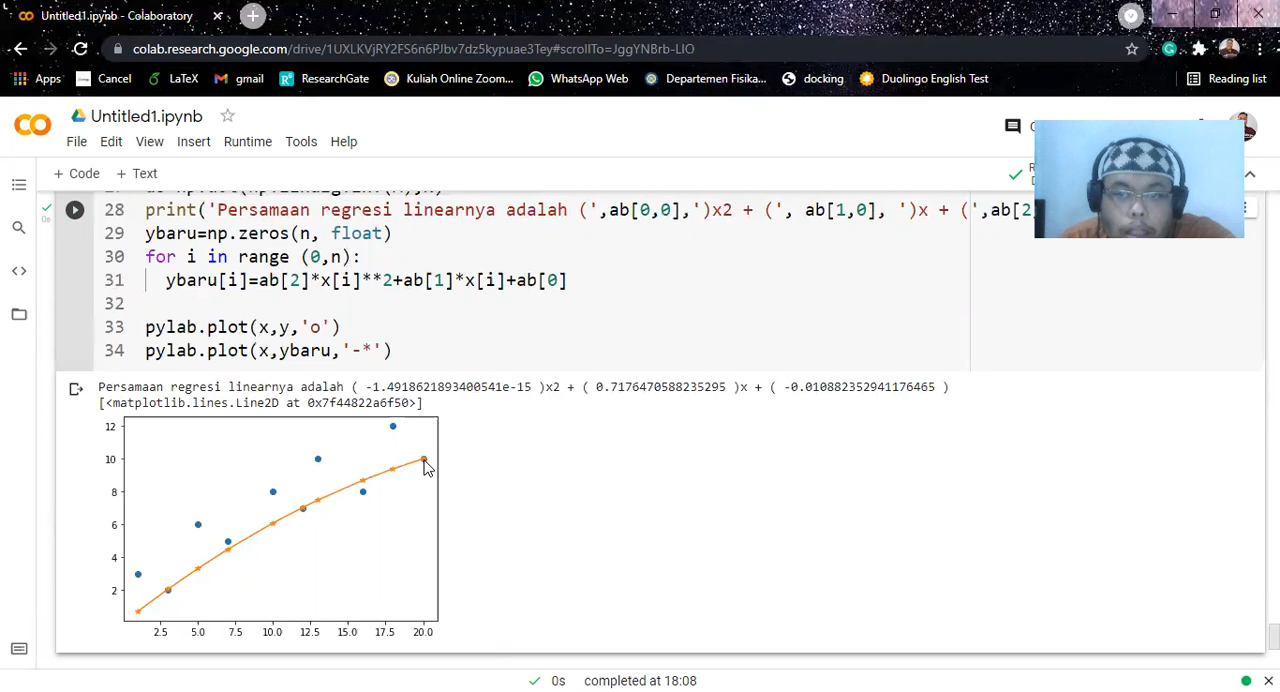 Untitled1.ipynb - Colaboratory
colab.research.google.com/drive/1UXLKVjRY2FS6n6PJbv7dz5kypuae3Tey#scrollTo=JggYNBrb-LIO
Apps Cancel LaTeX gmail ResearchGate Kuliah Online Zoom... WhatsApp Web Departemen Fisika... docking Duolingo English Test Reading list
Untitled1.ipynb
File Edit View Insert Runtime Tools Help
+ Code + Text
28 print('Persamaan regresi linearnya adalah (',ab[0,0],')x2 + (', ab[1,0], ')x + (',ab[2
29 ybaru=np.zeros(n, float)
30 for i in range (0,n):
31 ybaru[i]=ab[2]*x[i]**2+ab[1]*x[i]+ab[0]
32
33 pylab.plot(x,y,'o')
34 pylab.plot(x,ybaru,'-*')
0s
Persamaan regresi linearnya adalah ( -1.4918621893400541e-15 )x2 + ( 0.7176470588235295 )x + ( -0.010882352941176465 )
[<matplotlib.lines.Line2D at 0x7f44822a6f50>]
12
10
8
6
4
2
2.5 5.0 7.5 10.0 12.5 15.0 17.5 20.0
0s completed at 18:08